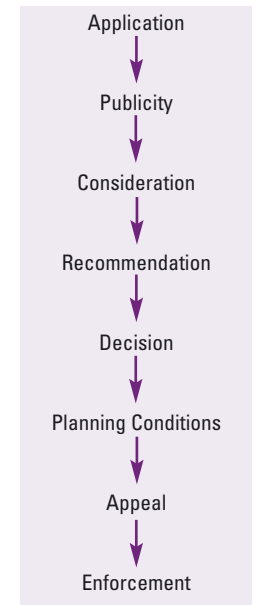 Application
Publicity
Consideration
Recommendation
Decision
Planning Conditions
Appeal
Enforcement